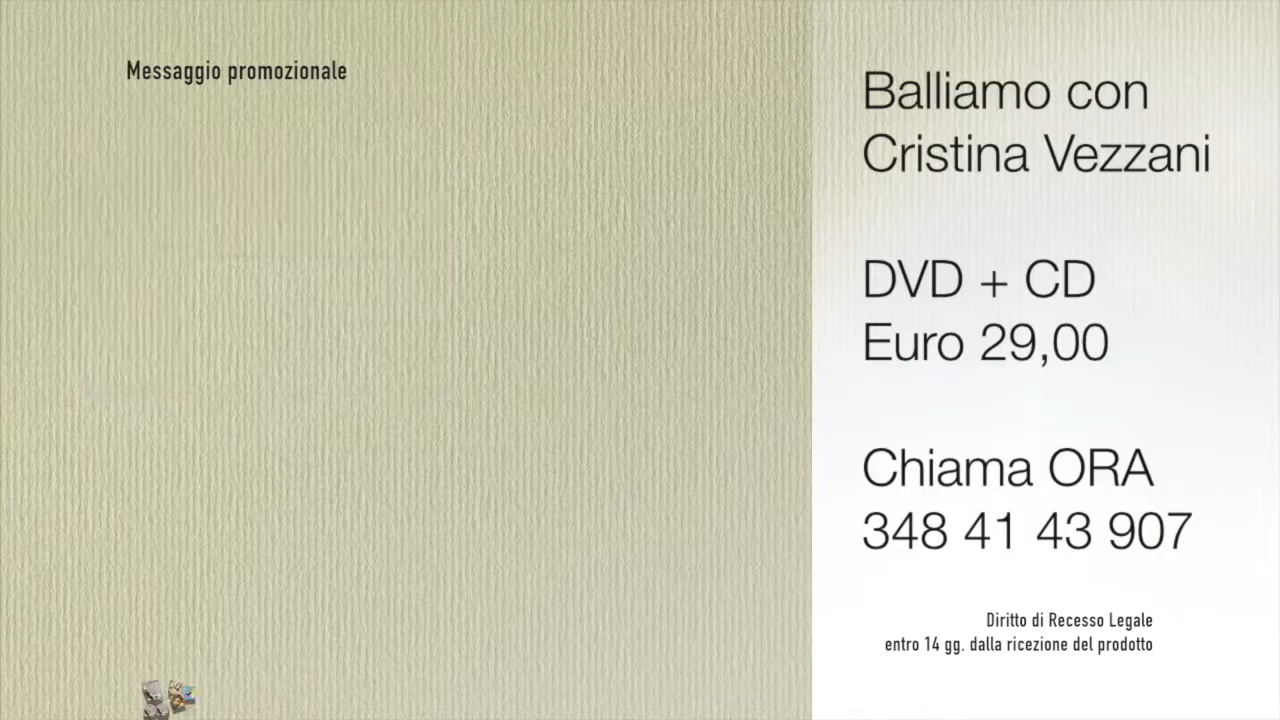 Messaggio promozionale
Balliamo con
Cristina Vezzani
DVD + CD
Euro 29,00
Chiama ORA
348 41 43 907
Diritto di Recesso Legale
entro 14 gg. dalla ricezione del prodotto